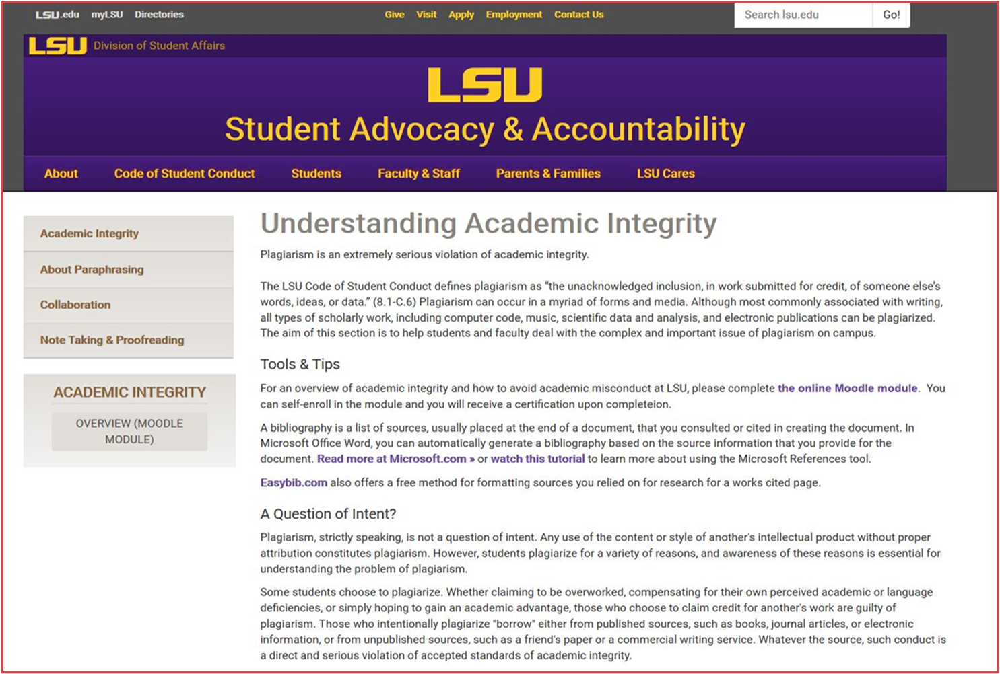 LSU.edu myLSU Directories Give Visit Apply Employment Contact Us Search lsu.edu Go!
LSU Division of Student Affairs
LSU
Student Advocacy & Accountability
About Code of Student Conduct Students Faculty & Staff Parents & Families LSU Cares
Academic Integrity
About Paraphrasing
Collaboration
Note Taking & Proofreading
ACADEMIC INTEGRITY
OVERVIEW (MOODLE
MODULE)
Understanding Academic Integrity
Plagiarism is an extremely serious violation of academic integrity.
The LSU Code of Student Conduct defines plagiarism as “the unacknowledged inclusion, in work submitted for credit, of someone else’s
words, ideas, or data.” (8.1-C.6) Plagiarism can occur in a myriad of forms and media. Although most commonly associated with writing,
all types of scholarly work, including computer code, music, scientific data and analysis, and electronic publications can be plagiarized.
The aim of this section is to help students and faculty deal with the complex and important issue of plagiarism on campus.
Tools & Tips
For an overview of academic integrity and how to avoid academic misconduct at LSU, please complete the online Moodle module. You
can self-enroll in the module and you will receive a certification upon completeion.
A bibliography is a list of sources, usually placed at the end of a document, that you consulted or cited in creating the document. In
Microsoft Office Word, you can automatically generate a bibliography based on the source information that you provide for the
document. Read more at Microsoft.com » or watch this tutorial to learn more about using the Microsoft References tool.
Easybib.com also offers a free method for formatting sources you relied on for research for a works cited page.
A Question of Intent?
Plagiarism, strictly speaking, is not a question of intent. Any use of the content or style of another's intellectual product without proper
attribution constitutes plagiarism. However, students plagiarize for a variety of reasons, and awareness of these reasons is essential for
understanding the problem of plagiarism.
Some students choose to plagiarize. Whether claiming to be overworked, compensating for their own perceived academic or language
deficiencies, or simply hoping to gain an academic advantage, those who choose to claim credit for another's work are guilty of
plagiarism. Those who intentionally plagiarize "borrow" either from published sources, such as books, journal articles, or electronic
information, or from unpublished sources, such as a friend's paper or a commercial writing service. Whatever the source, such conduct is
a direct and serious violation of accepted standards of academic integrity.